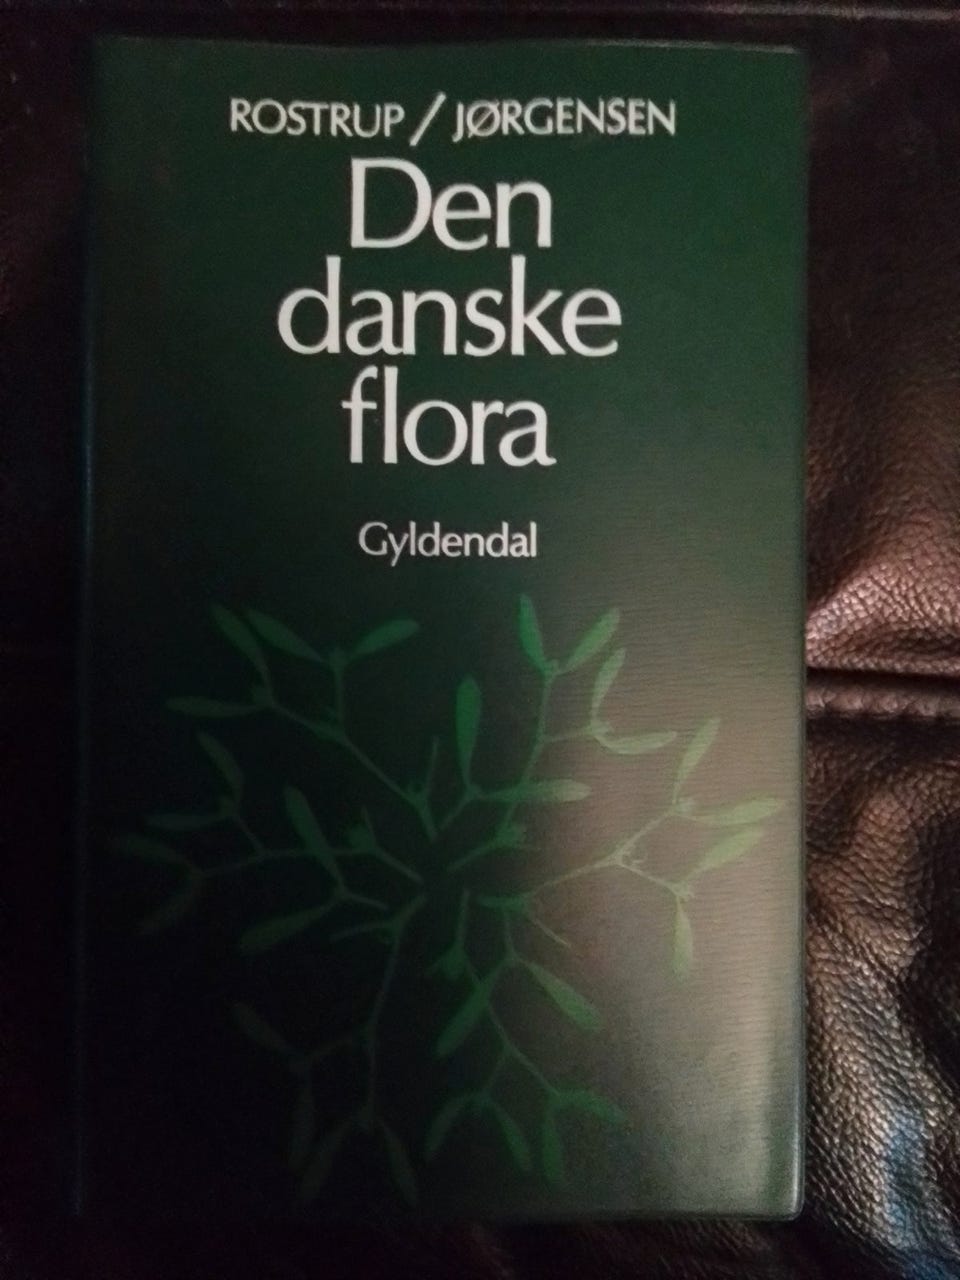 ROSTRUP / JØRGENSEN
Den
danske
flora
Gyldendal